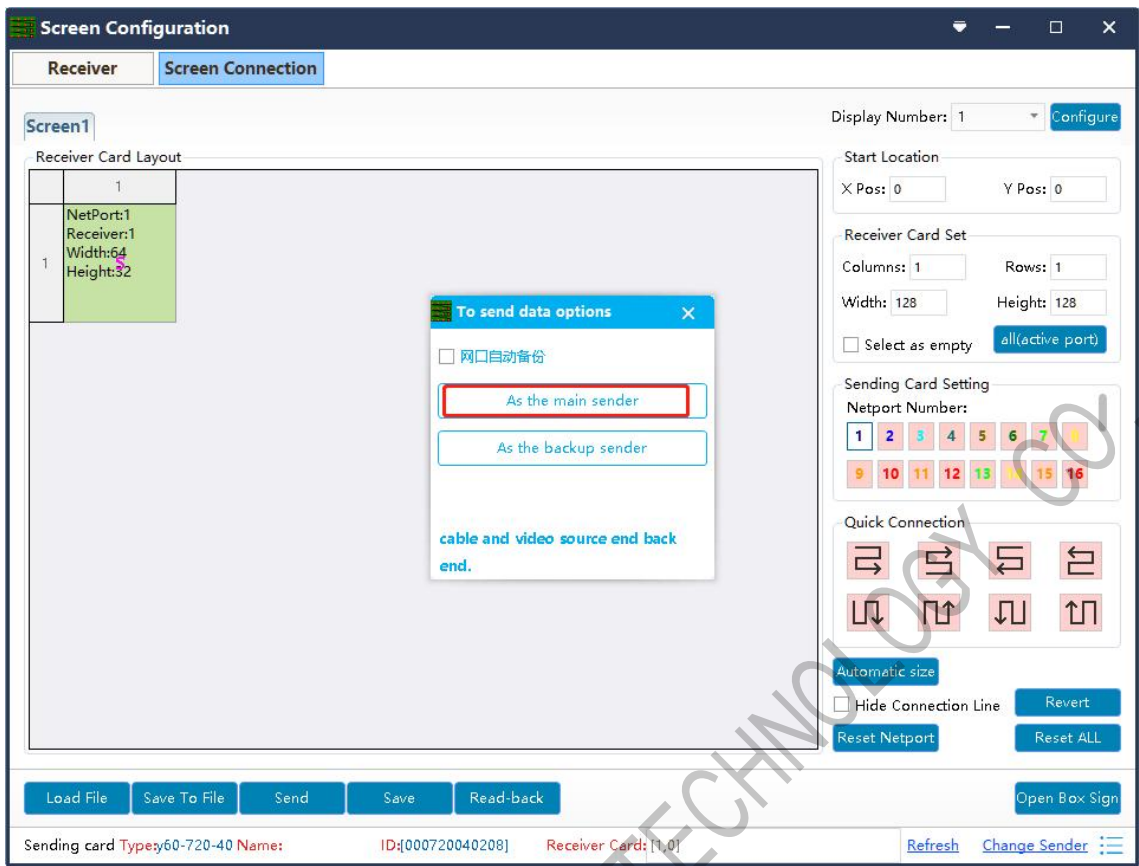 Screen Configuration
Receiver
Screen Connection
Screen1
Display Number: 1
Configure
Receiver Card Layout
1
1
NetPort:1
Receiver:1
Width:64
Height:32
S
Start Location
X Pos: 0
Y Pos: 0
Receiver Card Set
Columns: 1
Rows: 1
Width: 128
Height: 128
Select as empty
all(active port)
To send data options
网口自动备份
As the main sender
As the backup sender
cable and video source end back
end.
Sending Card Setting
Netport Number:
1 2 3 4 5 6 7 8
9 10 11 12 13 14 15 16
Quick Connection
Automatic size
Hide Connection Line
Revert
Reset Netport
Reset ALL
Load File
Save To File
Send
Save
Read-back
Open Box Sign
Sending card Type:y60-720-40 Name:
ID:[000720040208]
Receiver Card:[1,0]
Refresh
Change Sender
TECHNOLOGY CO